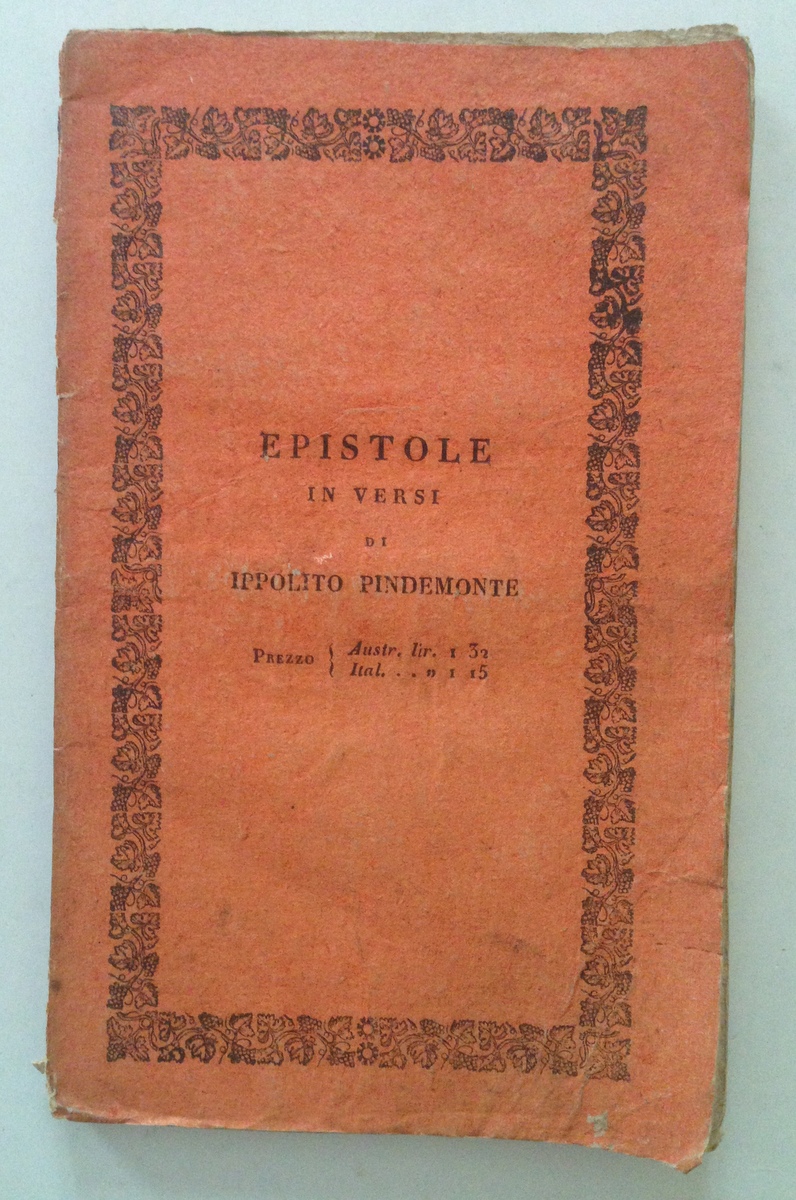 EPISTOLE
IN VERSI
DI
IPPOLITO PINDEMONTE
PREZZO { Austr. lir. 1 32
Ital. . . » 1 15